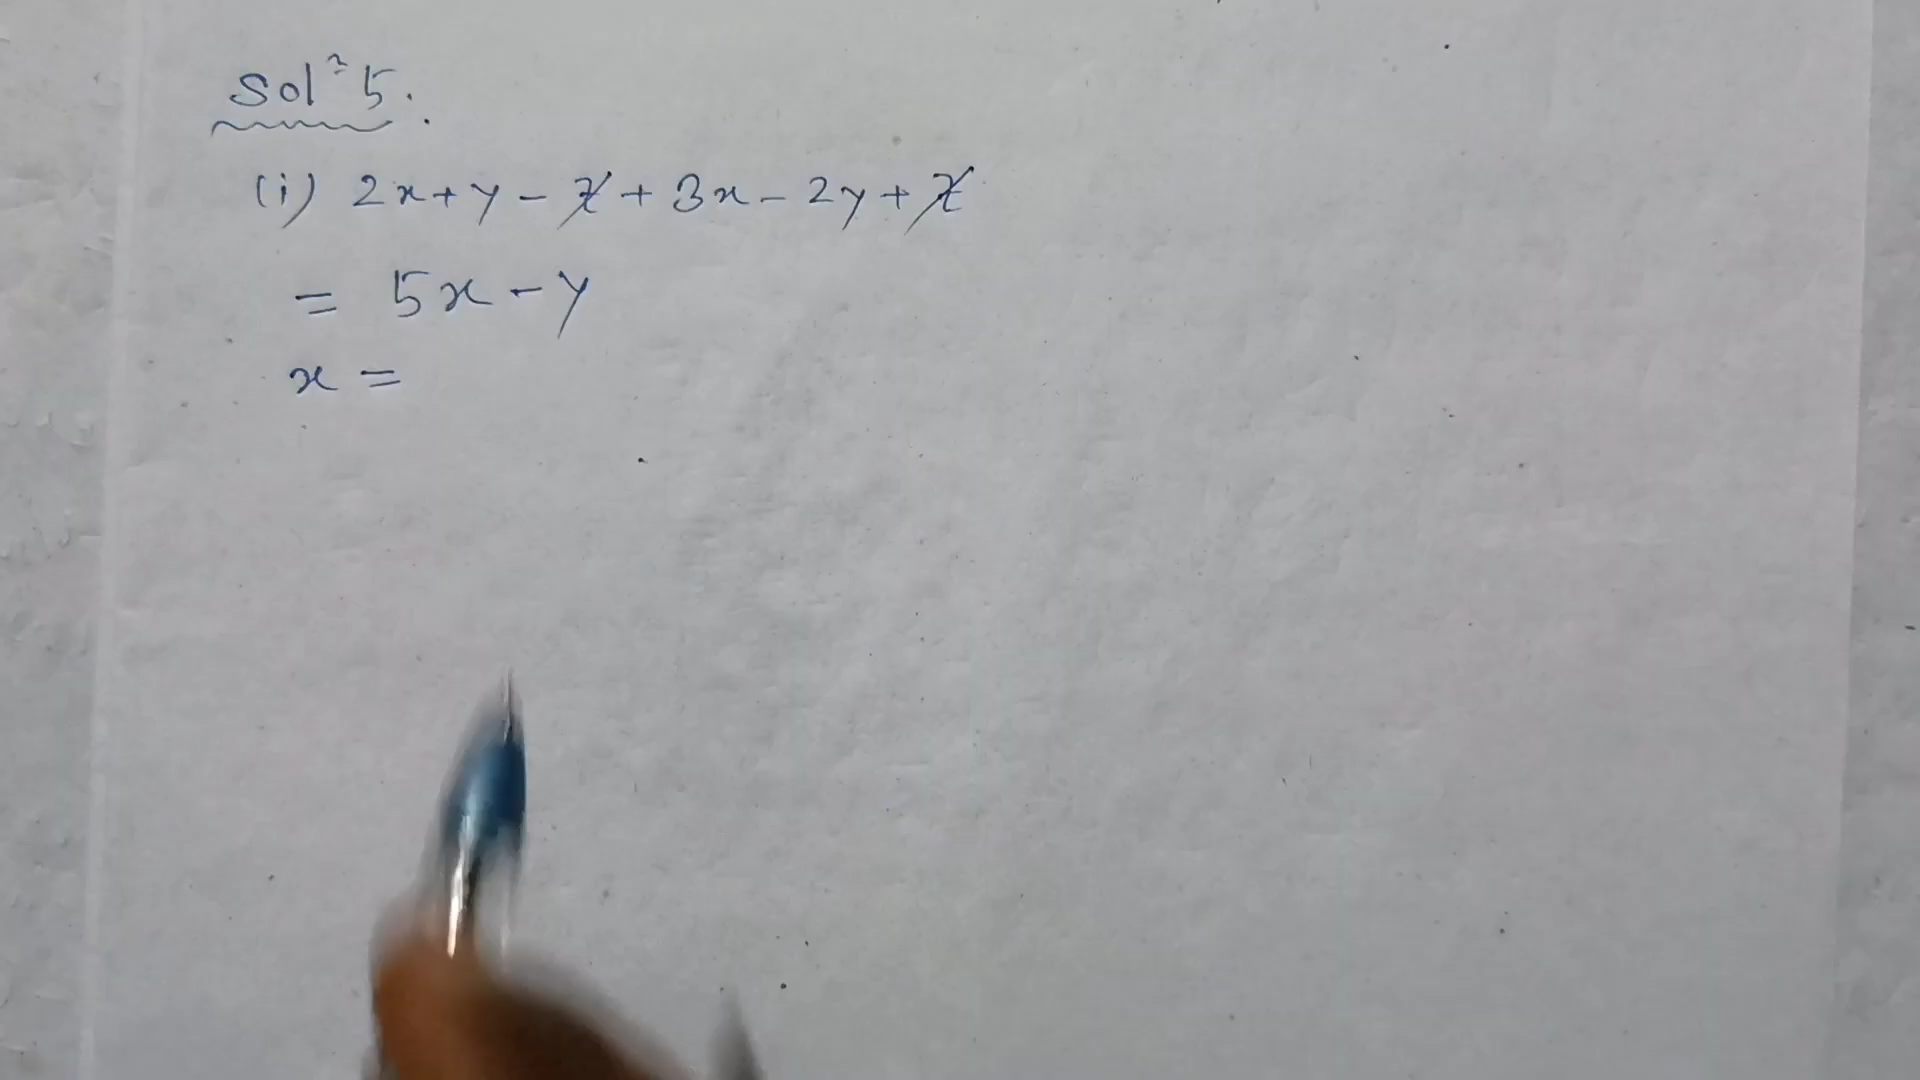 Solⁿ 5.
(i) 2x+y-z+3x-2y+z
= 5x-y
x =